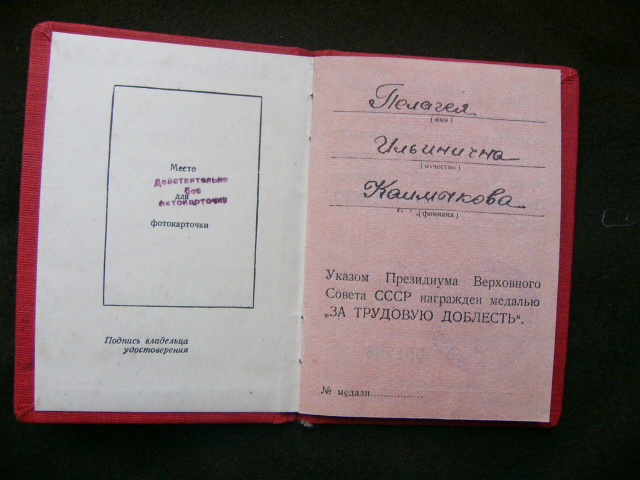 Место
для
фотокарточки
Действительно
без
фотокарточки
Подпись владельца
удостоверения
Пелагея
(имя)
Ильинична
(отчество)
Калмыкова
(фамилия)
Указом Президиума Верховного
Совета СССР награжден медалью
„ЗА ТРУДОВУЮ ДОБЛЕСТЬ“.
№ медали...............